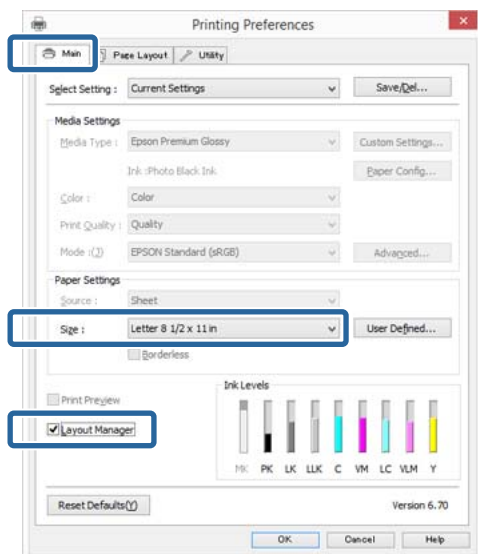 Printing Preferences
Main
Page Layout
Utility
Select Setting :
Current Settings
Save/Del...
Media Settings
Media Type :
Epson Premium Glossy
Custom Settings...
Ink :Photo Black Ink
Paper Config...
Color :
Color
Print Quality :
Quality
Mode :(J)
EPSON Standard (sRGB)
Advanced...
Paper Settings
Source :
Sheet
Size :
Letter 8 1/2 x 11 in
User Defined...
Borderless
Print Preview
Ink Levels
Layout Manager
MK PK LK LLK C VM LC VLM Y
Reset Defaults(Y)
Version 6.70
OK
Cancel
Help